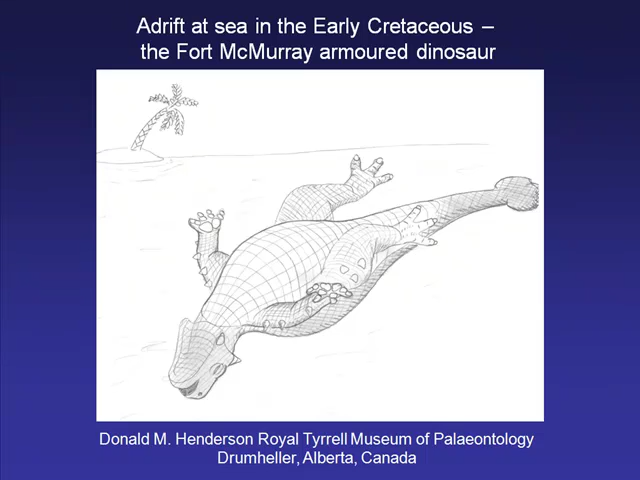 Adrift at sea in the Early Cretaceous –
the Fort McMurray armoured dinosaur
Donald M. Henderson Royal Tyrrell Museum of Palaeontology
Drumheller, Alberta, Canada